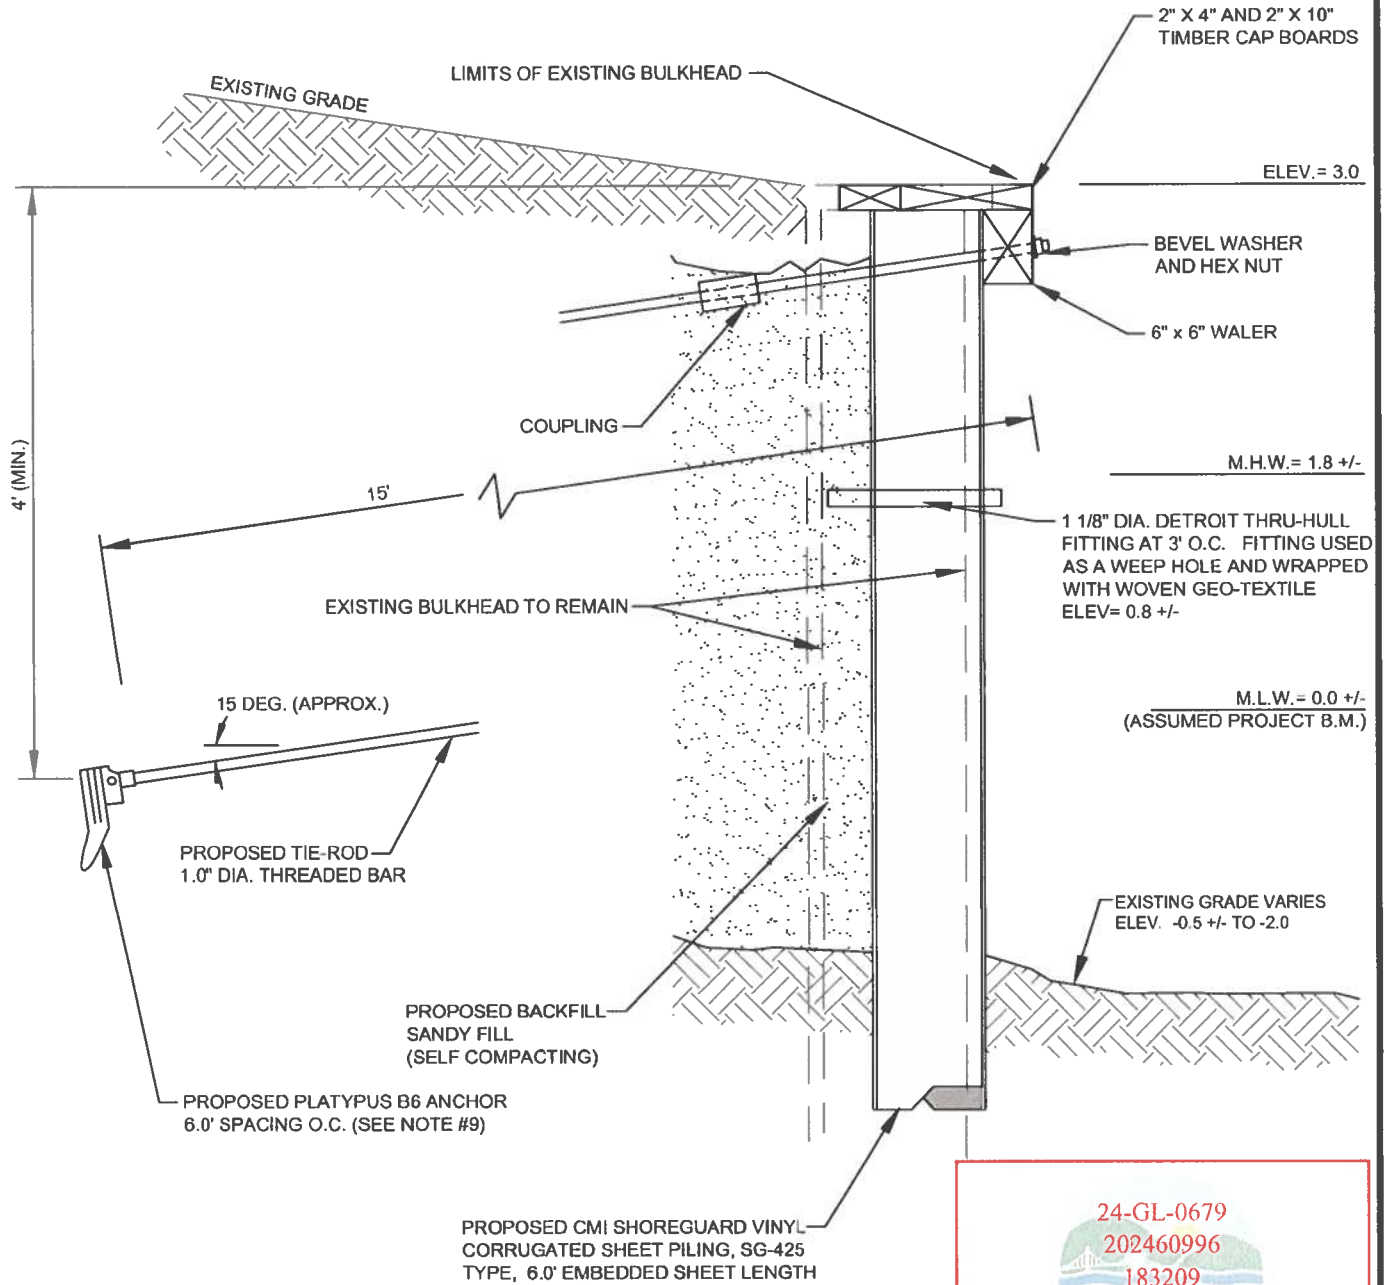 2" X 4" AND 2" X 10"
TIMBER CAP BOARDS
LIMITS OF EXISTING BULKHEAD
EXISTING GRADE
ELEV.= 3.0
BEVEL WASHER
AND HEX NUT
6" x 6" WALER
COUPLING
4' (MIN.)
15'
M.H.W.= 1.8 +/-
1 1/8" DIA. DETROIT THRU-HULL
FITTING AT 3' O.C. FITTING USED
AS A WEEP HOLE AND WRAPPED
WITH WOVEN GEO-TEXTILE
ELEV= 0.8 +/-
EXISTING BULKHEAD TO REMAIN
M.L.W.= 0.0 +/-
(ASSUMED PROJECT B.M.)
15 DEG. (APPROX.)
PROPOSED TIE-ROD
1.0" DIA. THREADED BAR
EXISTING GRADE VARIES
ELEV. -0.5 +/- TO -2.0
PROPOSED BACKFILL
SANDY FILL
(SELF COMPACTING)
PROPOSED PLATYPUS B6 ANCHOR
6.0' SPACING O.C. (SEE NOTE #9)
PROPOSED CMI SHOREGUARD VINYL
CORRUGATED SHEET PILING, SG-425
TYPE, 6.0' EMBEDDED SHEET LENGTH
24-GL-0679
202460996
183209